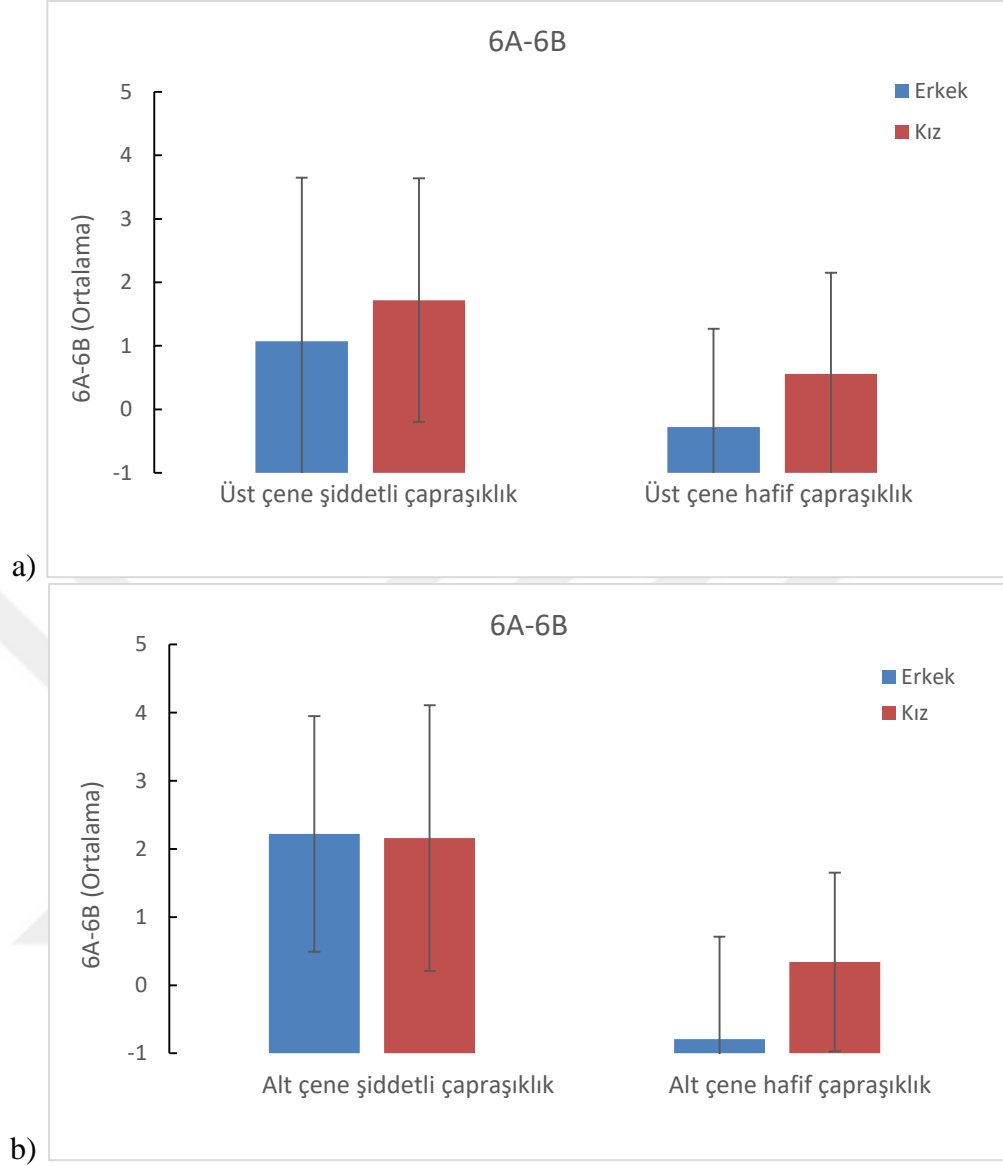 6A-6B
Erkek
Kız
6A-6B (Ortalama)
5
4
3
2
1
0
-1
Üst çene şiddetli çapraşıklık Üst çene hafif çapraşıklık
a)
6A-6B
Erkek
Kız
6A-6B (Ortalama)
5
4
3
2
1
0
-1
Alt çene şiddetli çapraşıklık Alt çene hafif çapraşıklık
b)